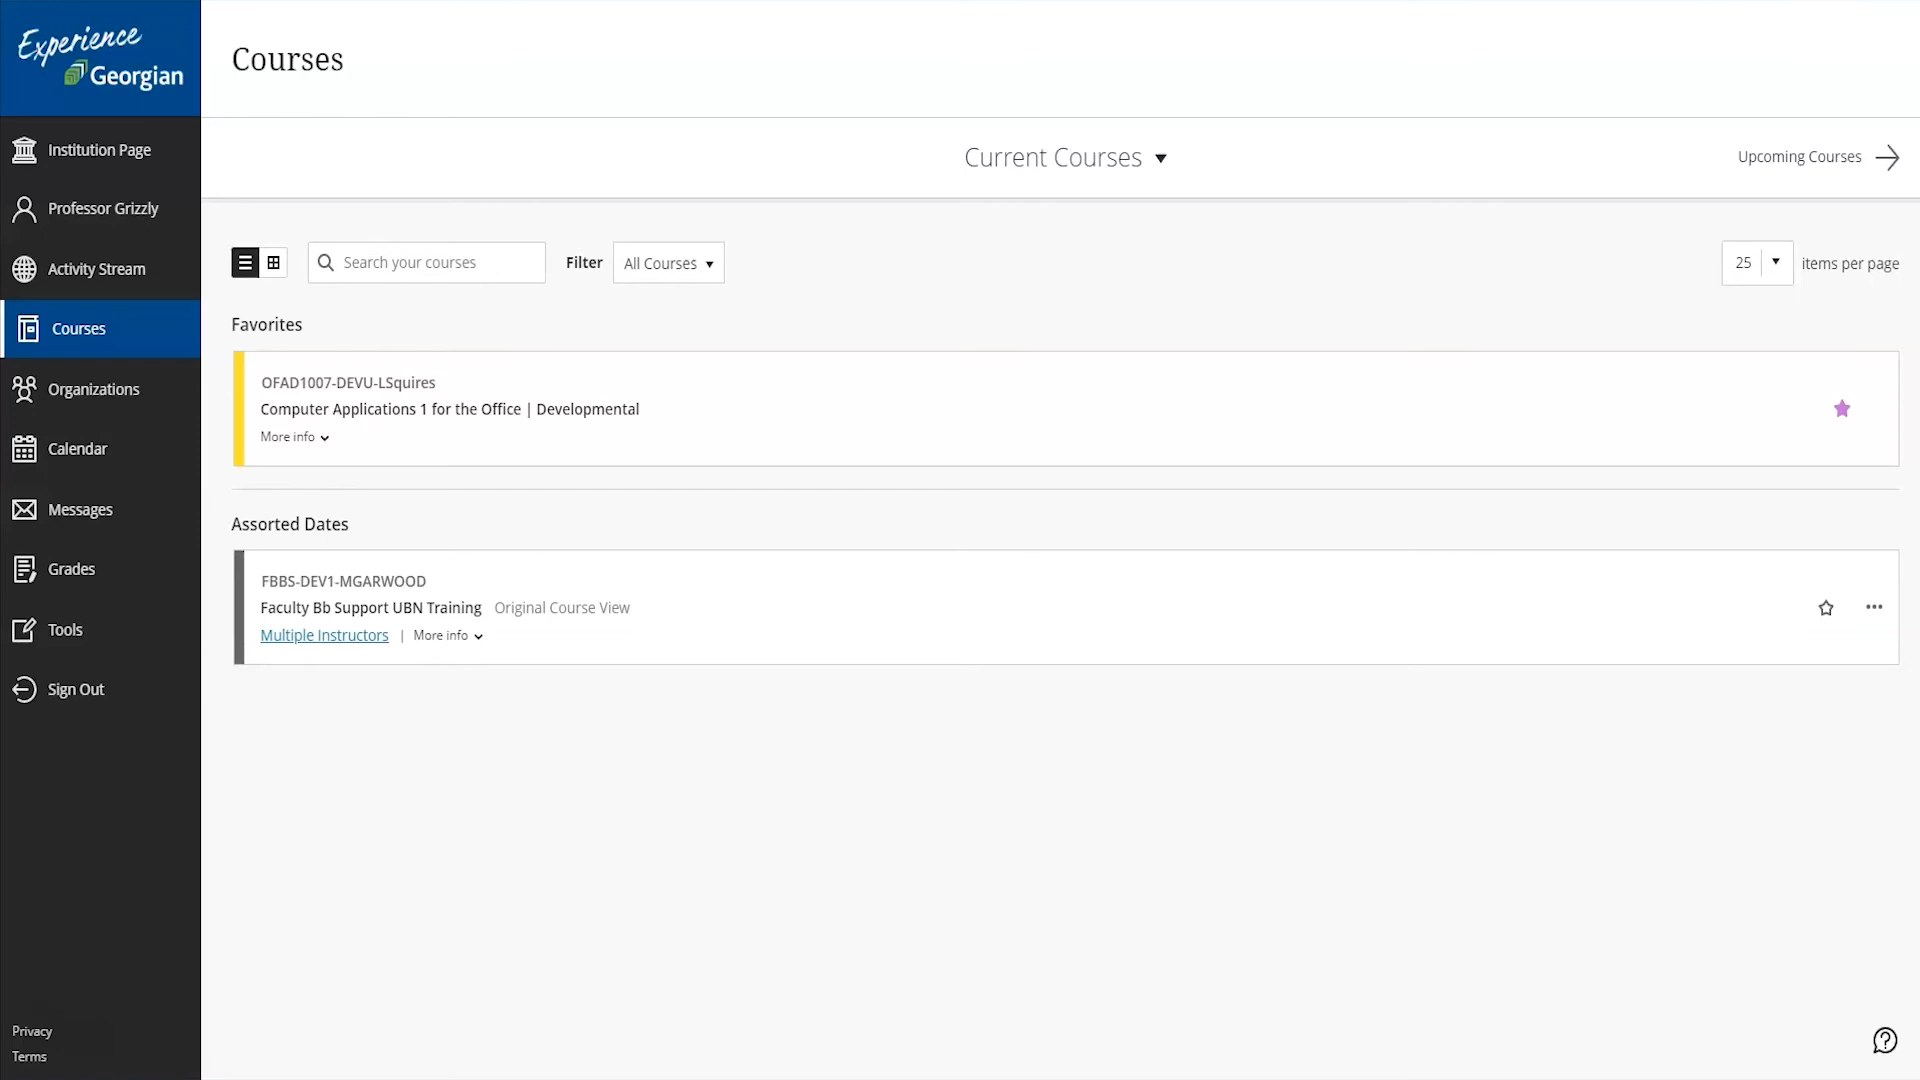 Experience
Georgian
Institution Page
Professor Grizzly
Activity Stream
Courses
Organizations
Calendar
Messages
Grades
Tools
Sign Out
Privacy
Terms
Courses
Current Courses
Upcoming Courses
Search your courses
Filter
All Courses
25
items per page
Favorites
OFAD1007-DEVU-LSquires
Computer Applications 1 for the Office | Developmental
More info
Assorted Dates
FBBS-DEV1-MGARWOOD
Faculty Bb Support UBN Training Original Course View
Multiple Instructors | More info